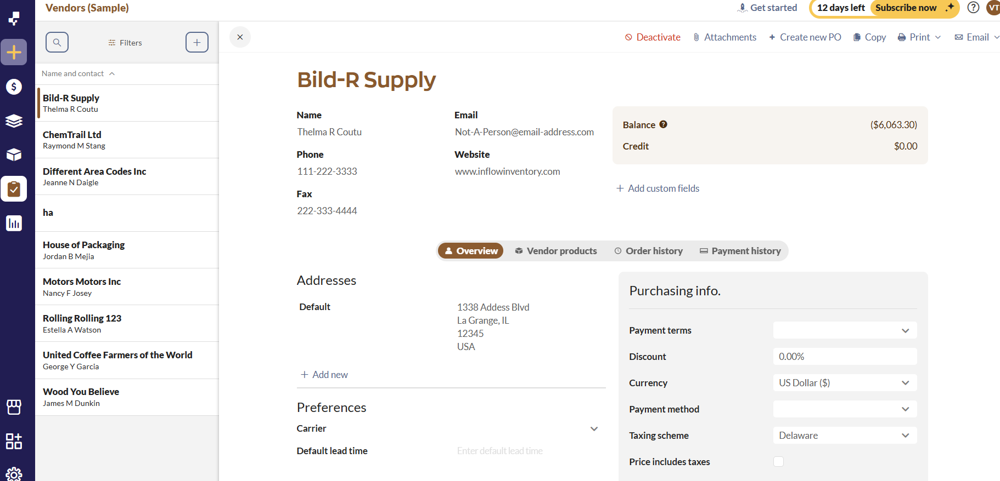 Vendors (Sample)
Get started
12 days left
Subscribe now
VT
Filters
Name and contact
Bild-R Supply
Thelma R Coutu
ChemTrail Ltd
Raymond M Stang
Different Area Codes Inc
Jeanne N Daigle
ha
House of Packaging
Jordan B Mejia
Motors Motors Inc
Nancy F Josey
Rolling Rolling 123
Estella A Watson
United Coffee Farmers of the World
George Y Garcia
Wood You Believe
James M Dunkin
Deactivate
Attachments
Create new PO
Copy
Print
Email
Bild-R Supply
Name
Thelma R Coutu
Phone
111-222-3333
Fax
222-333-4444
Email
Not-A-Person@email-address.com
Website
www.inflowinventory.com
Balance ($6,063.30)
Credit $0.00
Add custom fields
Overview
Vendor products
Order history
Payment history
Addresses
Default
1338 Addess Blvd
La Grange, IL
12345
USA
Add new
Preferences
Carrier
Default lead time Enter default lead time
Purchasing info.
Payment terms
Discount 0.00%
Currency US Dollar ($)
Payment method
Taxing scheme Delaware
Price includes taxes